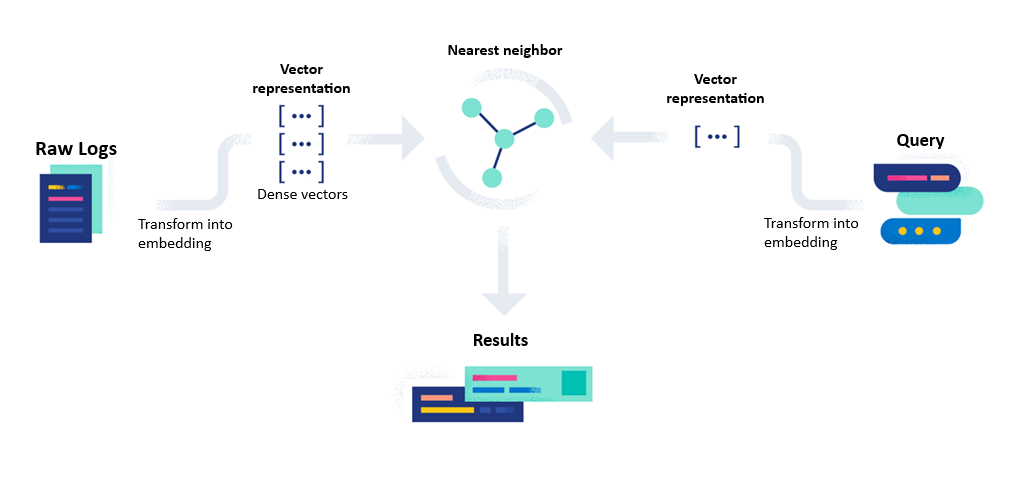 Nearest neighbor
Vector
representation
[ ••• ]
[ ••• ]
[ ••• ]
Dense vectors
Raw Logs
Transform into
embedding
Vector
representation
[ ••• ]
Query
Transform into
embedding
Results